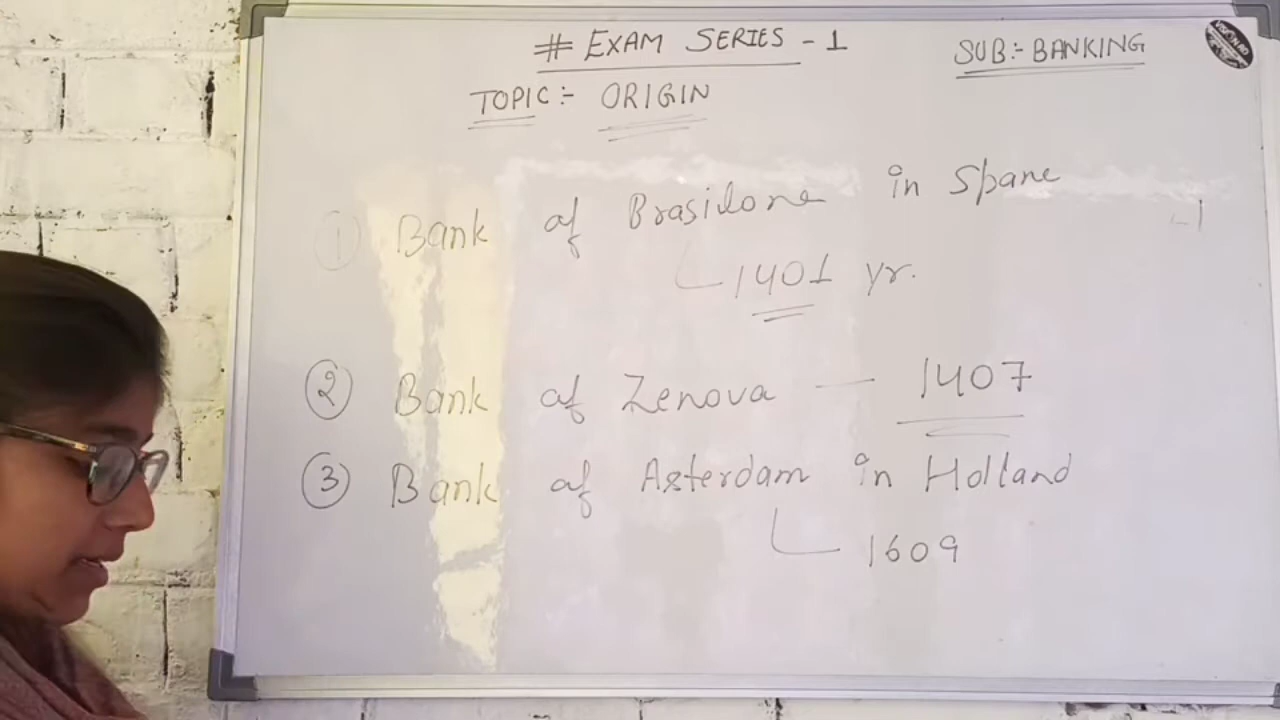 # EXAM SERIES - 1
SUB:- BANKING
TOPIC:- ORIGIN
① Bank of Brasilone in Spane
1401 yr.
② Bank of Zenova — 1407
③ Bank of Asterdam in Holland
1609